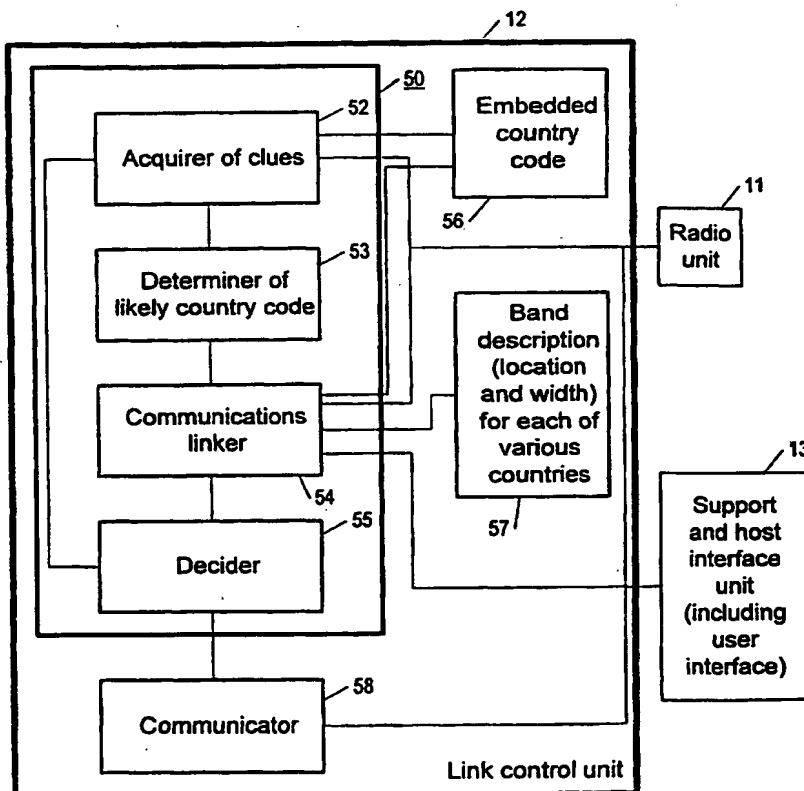 12
50
52
Acquirer of clues
Embedded
country
code
56
11
Radio
unit
53
Determiner of
likely country code
Band
description
(location
and width)
for each of
various
countries
57
Communications
linker
54
13
Support
and host
interface
unit
(including
user
interface)
55
Decider
58
Communicator
Link control unit